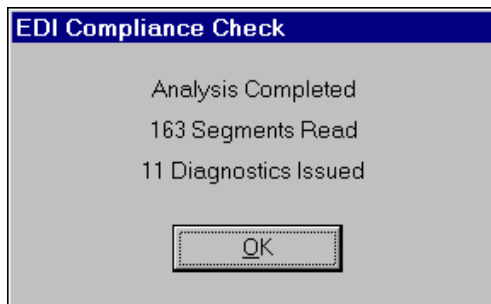 EDI Compliance Check
Analysis Completed
163 Segments Read
11 Diagnostics Issued
OK